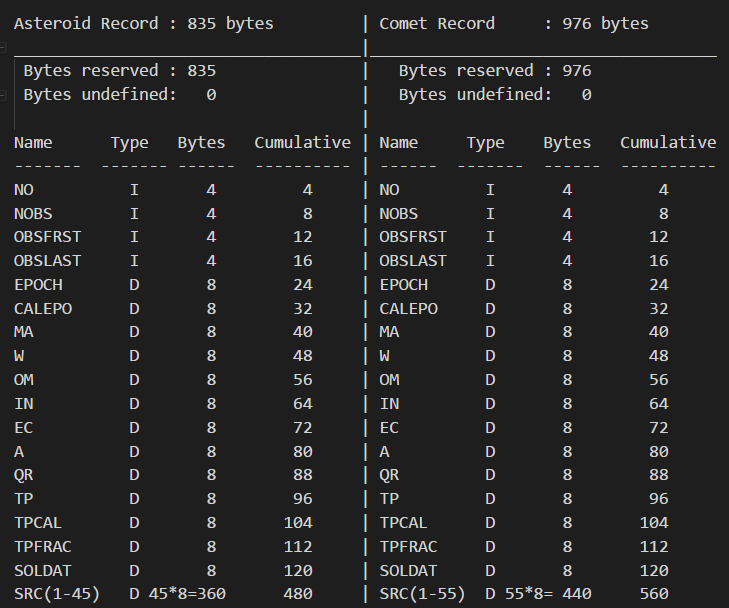 Asteroid Record : 835 bytes         | Comet Record     : 976 bytes
____________________________________|____________________________________
 Bytes reserved : 835               |   Bytes reserved : 976
 Bytes undefined:   0               |   Bytes undefined:   0
                                    |
Name      Type   Bytes   Cumulative | Name     Type    Bytes   Cumulative
-------  ------- ------  ---------- | ------  -------  ------  ----------
NO          I       4         4     | NO         I       4         4
NOBS        I       4         8     | NOBS       I       4         8
OBSFRST     I       4        12     | OBSFRST    I       4        12
OBSLAST     I       4        16     | OBSLAST    I       4        16
EPOCH       D       8        24     | EPOCH      D       8        24
CALEPO      D       8        32     | CALEPO     D       8        32
MA          D       8        40     | MA         D       8        40
W           D       8        48     | W          D       8        48
OM          D       8        56     | OM         D       8        56
IN          D       8        64     | IN         D       8        64
EC          D       8        72     | EC         D       8        72
A           D       8        80     | A          D       8        80
QR          D       8        88     | QR         D       8        88
TP          D       8        96     | TP         D       8        96
TPCAL       D       8       104     | TPCAL      D       8       104
TPFRAC      D       8       112     | TPFRAC     D       8       112
SOLDAT      D       8       120     | SOLDAT     D       8       120
SRC(1-45)   D 45*8=360      480     | SRC(1-55)  D 55*8= 440      560